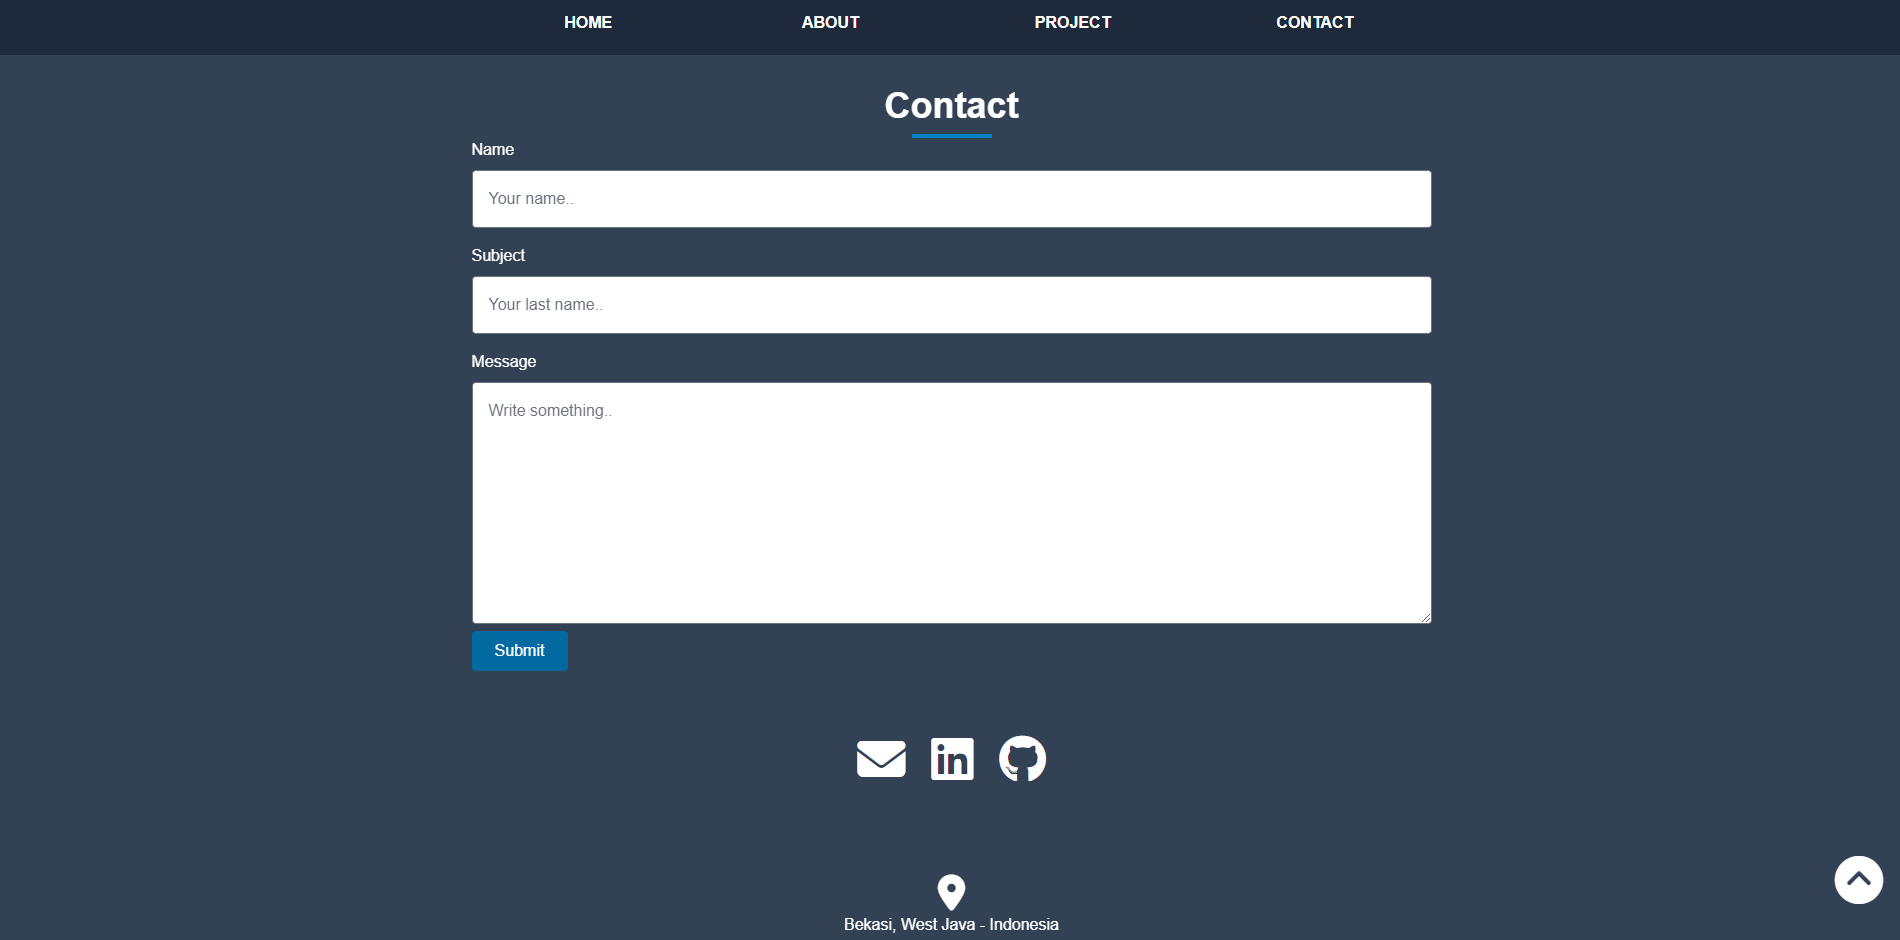 HOME ABOUT PROJECT CONTACT
Contact
Name
Your name..
Subject
Your last name..
Message
Write something..
Submit
in
Bekasi, West Java - Indonesia